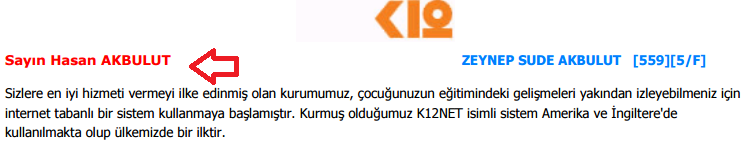 K12
Sayın Hasan AKBULUT ZEYNEP SUDE AKBULUT [559][5/F]
Sizlere en iyi hizmeti vermeyi ilke edinmiş olan kurumumuz, çocuğunuzun eğitimindeki gelişmeleri yakından izleyebilmeniz için
internet tabanlı bir sistem kullanmaya başlamıştır. Kurmuş olduğumuz K12NET isimli sistem Amerika ve İngiltere'de
kullanılmakta olup ülkemizde bir ilktir.